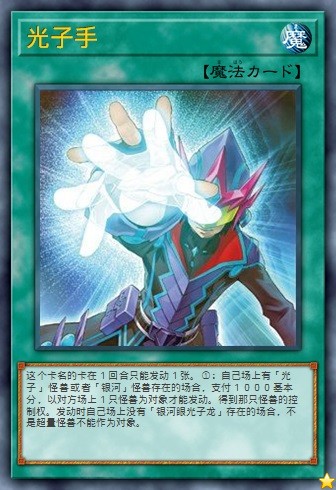 光子手
魔
【魔法カード】
这个卡名的卡在1回合只能发动1张。①：自己场上有「光
子」怪兽或者「银河」怪兽存在的场合，支付1000基本
分，以对方场上1只怪兽为对象才能发动。得到那只怪兽的控
制权。发动时自己场上没有「银河眼光子龙」存在的场合，不
是超量怪兽不能作为对象。